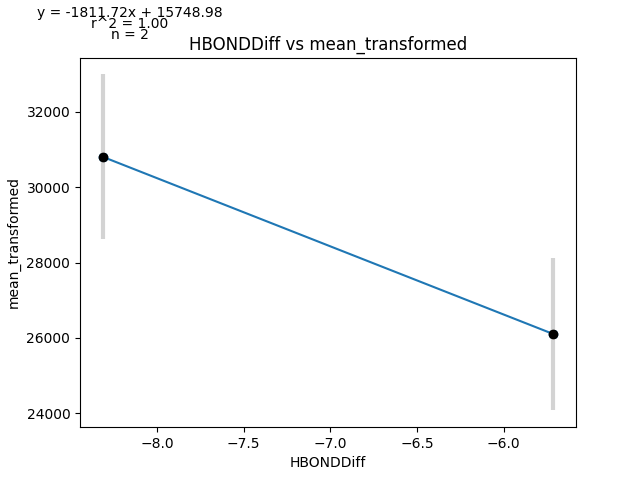 y = -1811.72x + 15748.98
r^2 = 1.00
n = 2
HBONDDiff vs mean_transformed
mean_transformed
32000
30000
28000
26000
24000
−8.0 −7.5 −7.0 −6.5 −6.0
HBONDDiff